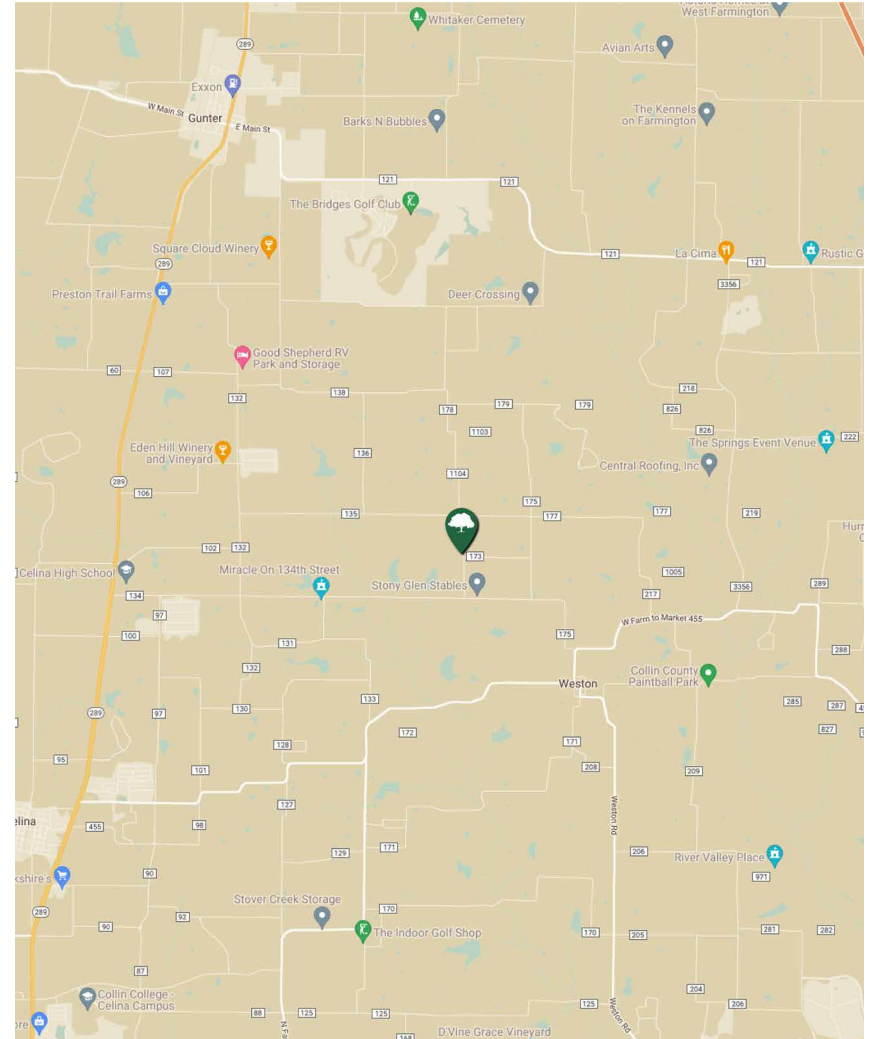 West Farmington
Whitaker Cemetery
289
Avian Arts
Exxon
W Main St
Gunter
E Main St
Barks N Bubbles
The Kennels
on Farmington
121
121
The Bridges Golf Club
Square Cloud Winery
289
121
La Cima
121
Rustic G
3356
Preston Trail Farms
Deer Crossing
Good Shepherd RV
Park and Storage
60
107
132
138
178
179
179
218
826
826
1103
136
Eden Hill Winery
and Vineyard
The Springs Event Venue
222
Central Roofing, Inc
1104
289
106
175
135
177
177
219
Hurr
102
132
173
Celina High School
Miracle On 134th Street
Stony Glen Stables
1005
217
3356
289
134
97
100
131
175
W Farm to Market 455
288
132
Weston
Collin County
Paintball Park
133
285
287
130
97
289
172
827
171
128
95
101
208
209
127
Weston Rd
elina
455
98
129
171
206
River Valley Place
971
kshire's
90
Stover Creek Storage
289
92
90
170
The Indoor Golf Shop
170
205
281
282
87
Collin College -
Celina Campus
204
88
125
125
125
206
Weston Rd
N Fa
ore
D Vine Grace Vineyard
168